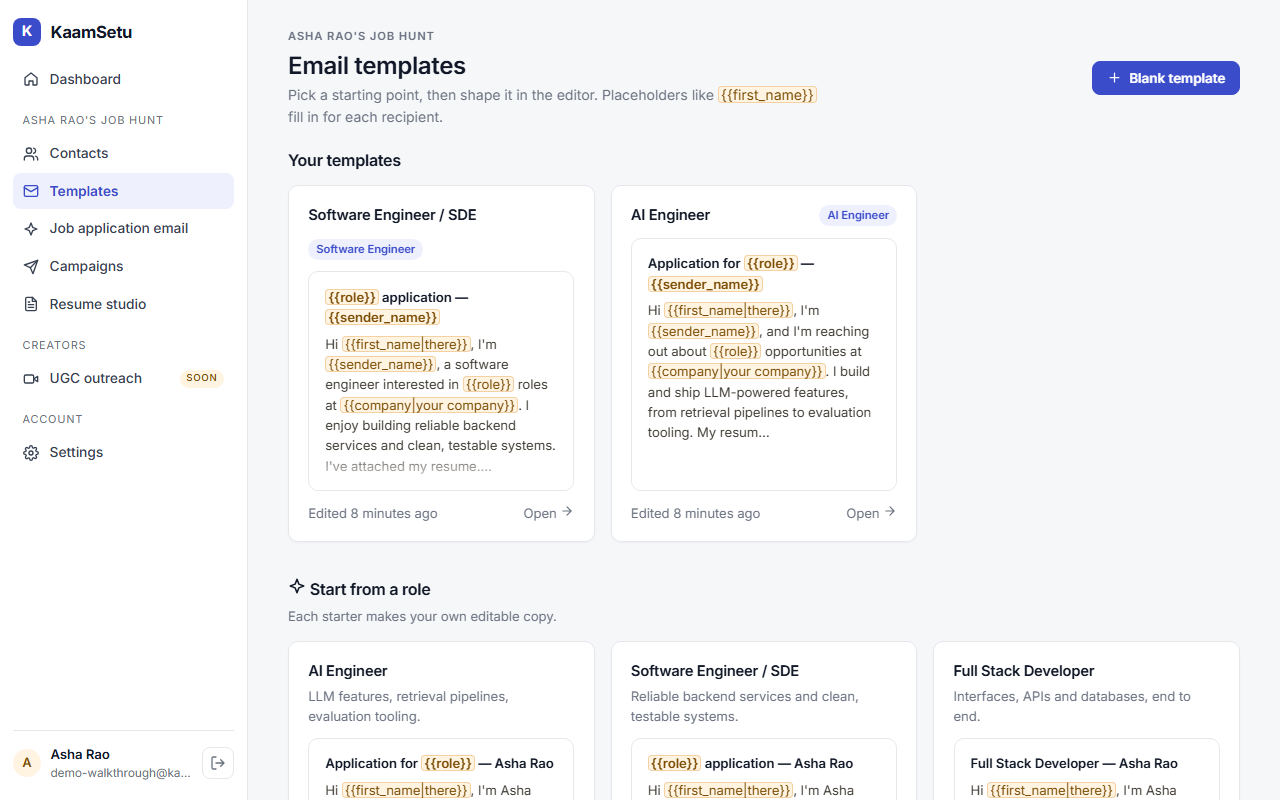 K KaamSetu
Dashboard
ASHA RAO'S JOB HUNT
Contacts
Templates
Job application email
Campaigns
Resume studio
CREATORS
UGC outreach SOON
ACCOUNT
Settings
A Asha Rao
demo-walkthrough@ka...
ASHA RAO'S JOB HUNT
Email templates
Pick a starting point, then shape it in the editor. Placeholders like {{first_name}}
fill in for each recipient.
+ Blank template
Your templates
Software Engineer / SDE
Software Engineer
{{role}} application —
{{sender_name}}
Hi {{first_name|there}}, I'm
{{sender_name}}, a software
engineer interested in {{role}} roles
at {{company|your company}}. I
enjoy building reliable backend
services and clean, testable systems.
I've attached my resume....
Edited 8 minutes ago Open →
AI Engineer AI Engineer
Application for {{role}} —
{{sender_name}}
Hi {{first_name|there}}, I'm
{{sender_name}}, and I'm reaching
out about {{role}} opportunities at
{{company|your company}}. I build
and ship LLM-powered features,
from retrieval pipelines to evaluation
tooling. My resum...
Edited 8 minutes ago Open →
Start from a role
Each starter makes your own editable copy.
AI Engineer
LLM features, retrieval pipelines,
evaluation tooling.
Application for {{role}} — Asha Rao
Hi {{first_name|there}}, I'm Asha
Software Engineer / SDE
Reliable backend services and clean,
testable systems.
{{role}} application — Asha Rao
Hi {{first_name|there}}, I'm Asha
Full Stack Developer
Interfaces, APIs and databases, end to
end.
Full Stack Developer — Asha Rao
Hi {{first_name|there}}, I'm Asha